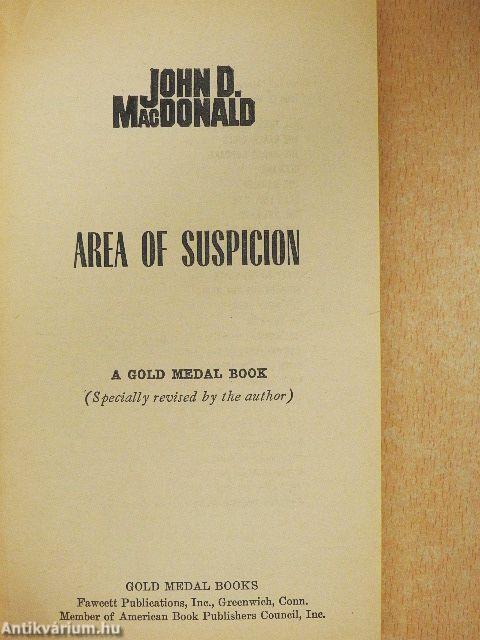 JOHN D.
MACDONALD
AREA OF SUSPICION
A GOLD MEDAL BOOK
(Specially revised by the author)
GOLD MEDAL BOOKS
Fawcett Publications, Inc., Greenwich, Conn.
Member of American Book Publishers Council, Inc.
Antikvárium.hu